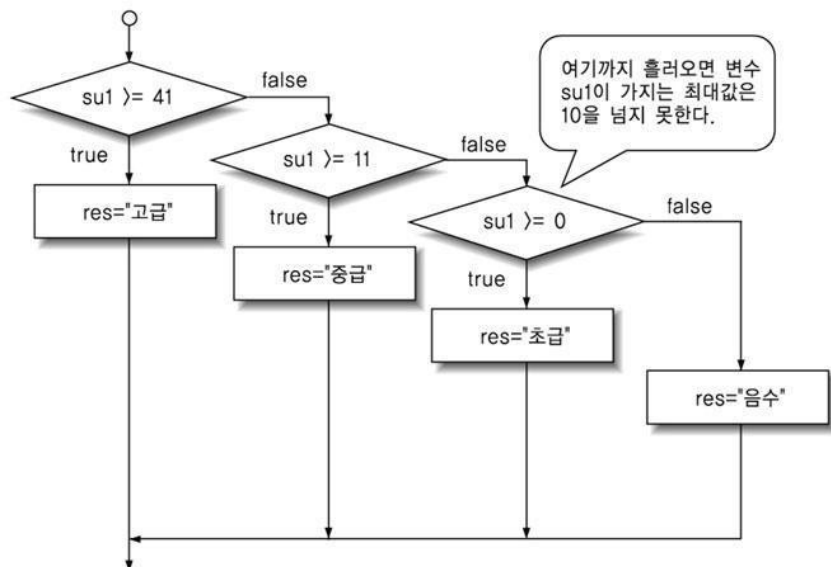 su1 >= 41
false
true
res="고급"
su1 >= 11
false
true
res="중급"
여기까지 흘러오면 변수
su1이 가지는 최대값은
10을 넘지 못한다.
su1 >= 0
false
true
res="초급"
res="음수"